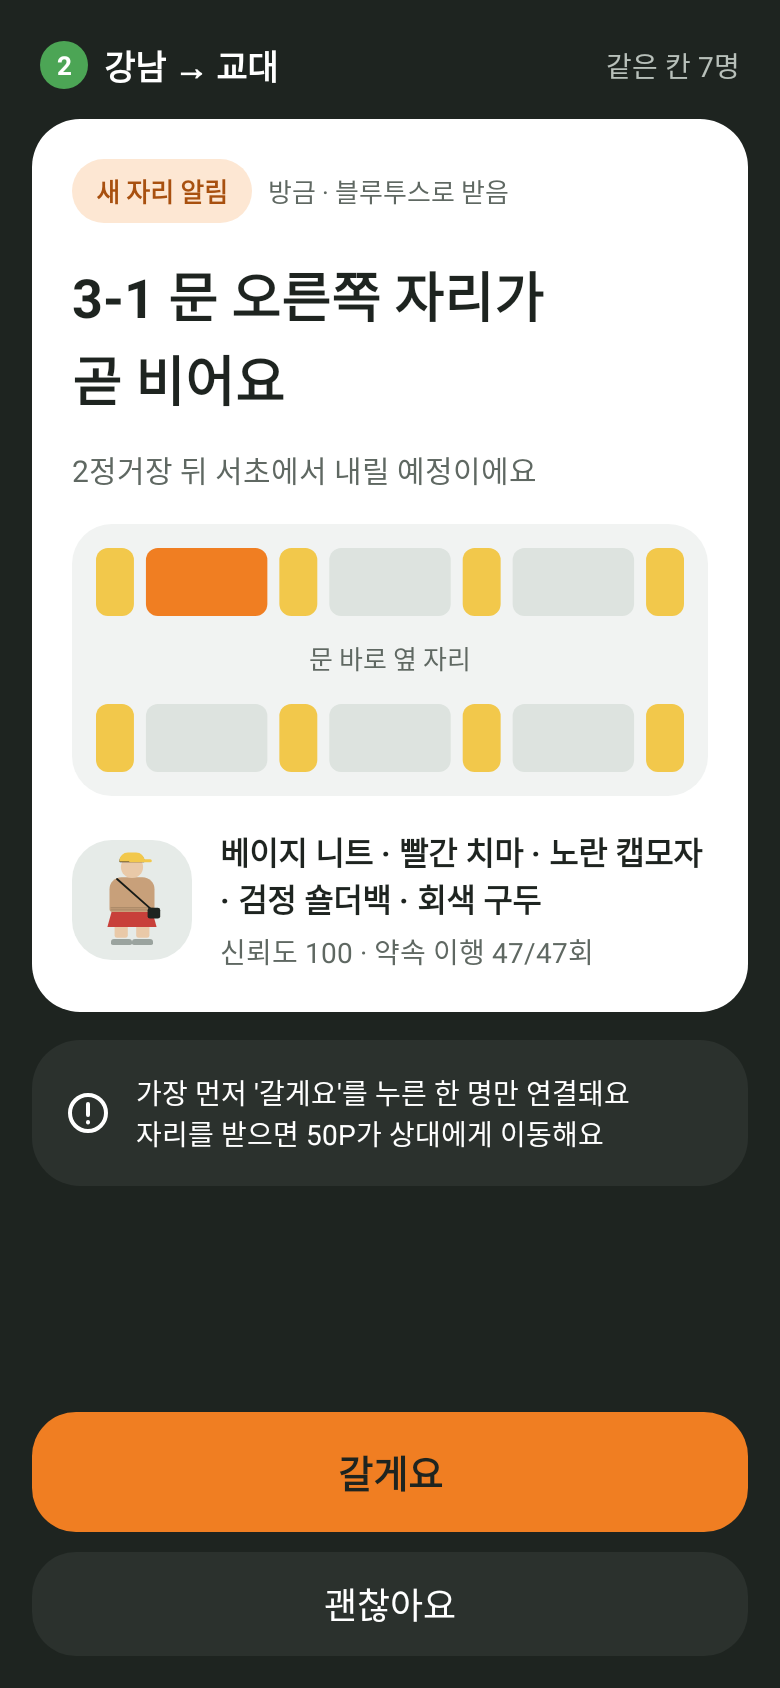 2 강남 → 교대
같은 칸 7명
새 자리 알림
방금 · 블루투스로 받음
3-1 문 오른쪽 자리가
곧 비어요
2정거장 뒤 서초에서 내릴 예정이에요
문 바로 옆 자리
베이지 니트 · 빨간 치마 · 노란 캡모자
· 검정 숄더백 · 회색 구두
신뢰도 100 · 약속 이행 47/47회
가장 먼저 '갈게요'를 누른 한 명만 연결돼요
자리를 받으면 50P가 상대에게 이동해요
갈게요
괜찮아요